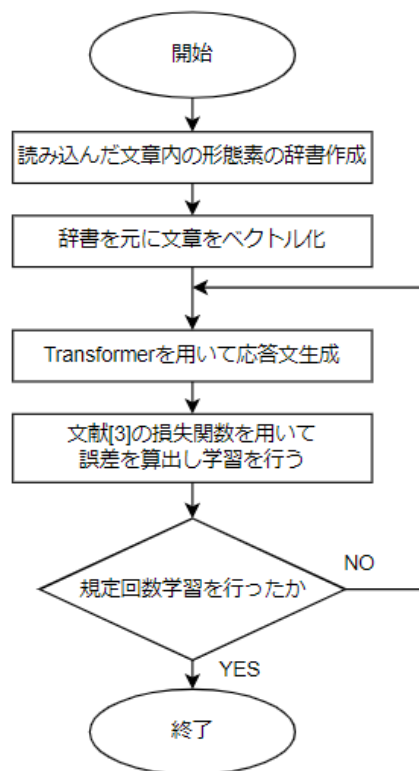 開始
読み込んだ文章内の形態素の辞書作成
辞書を元に文章をベクトル化
Transformerを用いて応答文生成
文献[3]の損失関数を用いて
誤差を算出し学習を行う
規定回数学習を行ったか
NO
YES
終了